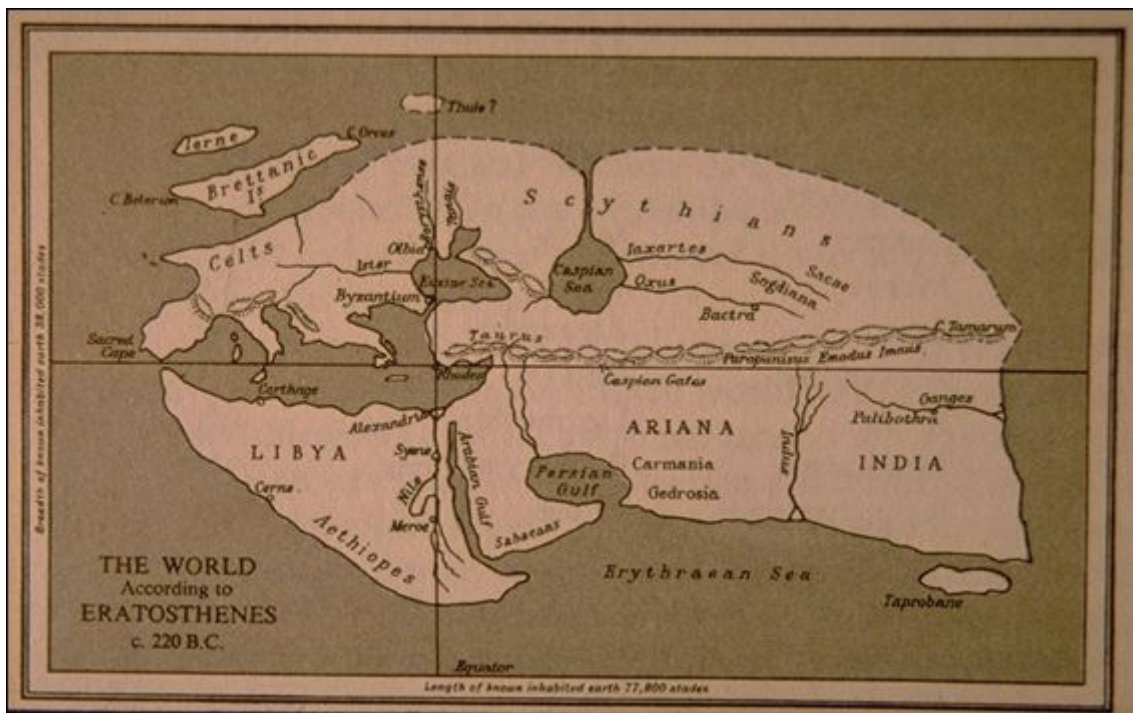 Thule ?
Ierne
C. Orcus
Brettanic
Is
C. Belerium
Borysthenes
Tanais
Scythians
Celts
Olbia
Ister
Euxine Sea
Caspian
Sea
Iaxartes
Sacae
Sogdiana
Oxus
Byzantium
Bactra
Sacred
Cape
Taurus
C. Tamarum
Paropanisus Emodus Imaus
Rhodes
Caspian Gates
Carthage
Ganges
Alexandria
Palibothra
LIBYA
Syene
Arabian Gulf
ARIANA
Indus
INDIA
Persian
Gulf
Carmania
Gedrosia
Cerne
Nile
Meroe
Sabaeans
Aethiopes
Erythraean Sea
Taprobane
THE WORLD
According to
ERATOSTHENES
c. 220 B.C.
Equator
Breadth of known inhabited earth 38,000 stades
Length of known inhabited earth 77,800 stades